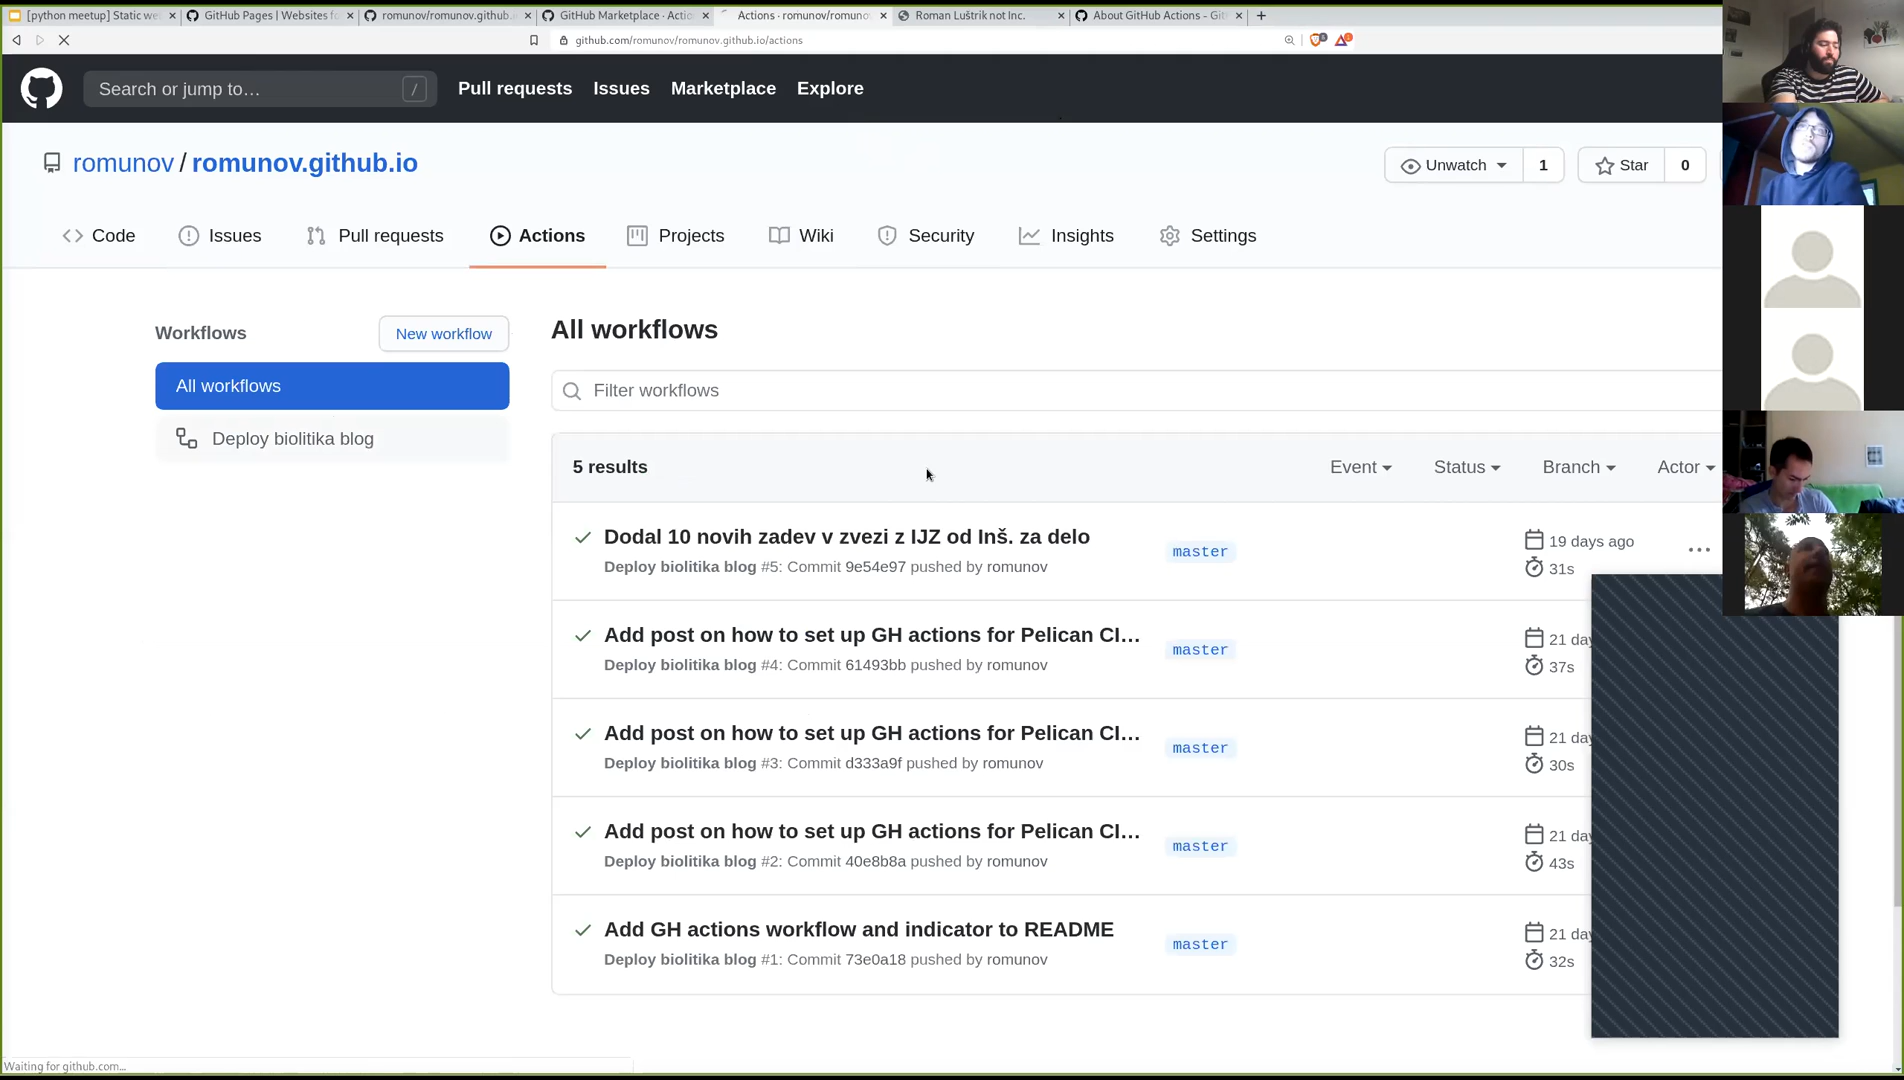 [python meetup] Static we
GitHub Pages | Websites fo
romunov/romunov.github.
GitHub Marketplace · Actio
Actions · romunov/romuno
Roman Luštrik not Inc.
About GitHub Actions - Git
github.com/romunov/romunov.github.io/actions
Search or jump to…
/
Pull requests
Issues
Marketplace
Explore
romunov / romunov.github.io
Unwatch
1
Star
0
Code
Issues
Pull requests
Actions
Projects
Wiki
Security
Insights
Settings
Workflows
New workflow
All workflows
Deploy biolitika blog
All workflows
Filter workflows
5 results
Event
Status
Branch
Actor
Dodal 10 novih zadev v zvezi z IJZ od Inš. za delo
Deploy biolitika blog #5: Commit 9e54e97 pushed by romunov
master
19 days ago
31s
Add post on how to set up GH actions for Pelican CI…
Deploy biolitika blog #4: Commit 61493bb pushed by romunov
master
21 day
37s
Add post on how to set up GH actions for Pelican CI…
Deploy biolitika blog #3: Commit d333a9f pushed by romunov
master
21 day
30s
Add post on how to set up GH actions for Pelican CI…
Deploy biolitika blog #2: Commit 40e8b8a pushed by romunov
master
21 day
43s
Add GH actions workflow and indicator to README
Deploy biolitika blog #1: Commit 73e0a18 pushed by romunov
master
21 day
32s
Waiting for github.com…